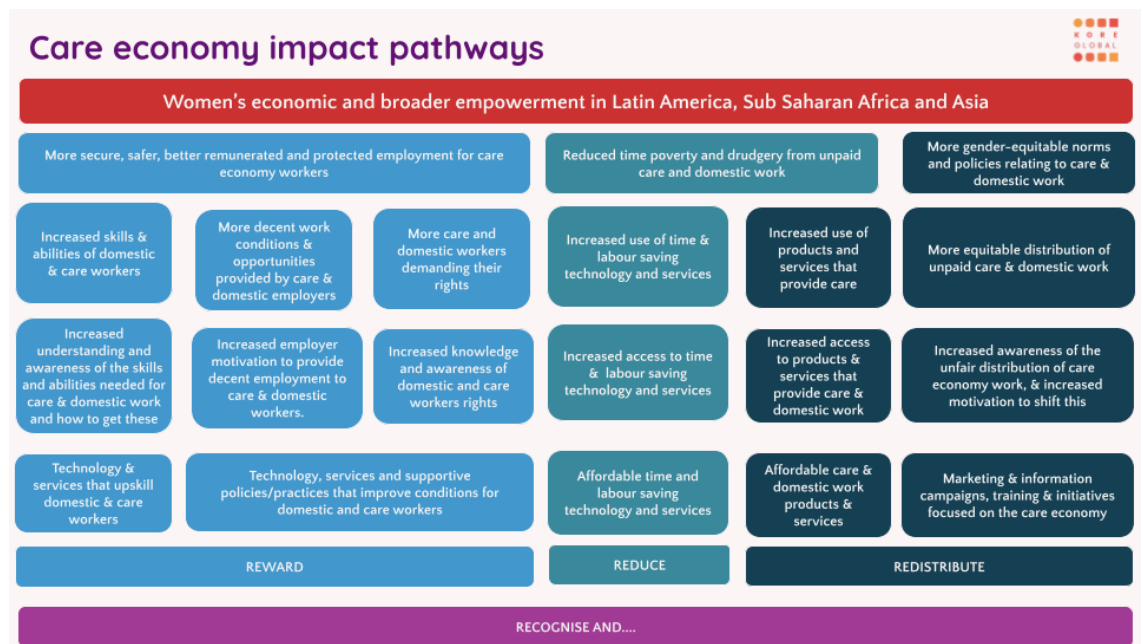 Care economy impact pathways
KORE
GLOBAL
Women's economic and broader empowerment in Latin America, Sub Saharan Africa and Asia
More secure, safer, better remunerated and protected employment for care
economy workers
Reduced time poverty and drudgery from unpaid
care and domestic work
More gender-equitable norms
and policies relating to care &
domestic work
Increased skills &
abilities of domestic
& care workers
More decent work
conditions &
opportunities
provided by care &
domestic employers
More care and
domestic workers
demanding their
rights
Increased use of time &
labour saving
technology and services
Increased use of
products and
services that
provide care
More equitable distribution of
unpaid care & domestic work
Increased
understanding and
awareness of the skills
and abilities needed for
care & domestic work
and how to get these
Increased employer
motivation to provide
decent employment to
care & domestic
workers.
Increased knowledge
and awareness of
domestic and care
workers rights
Increased access to time
& labour saving
technology and services
Increased access
to products &
services that
provide care &
domestic work
Increased awareness of the
unfair distribution of care
economy work, & increased
motivation to shift this
Technology &
services that upskill
domestic & care
workers
Technology, services and supportive
policies/practices that improve conditions for
domestic and care workers
Affordable time and
labour saving
technology and services
Affordable care &
domestic work
products &
services
Marketing & information
campaigns, training & initiatives
focused on the care economy
REWARD
REDUCE
REDISTRIBUTE
RECOGNISE AND....